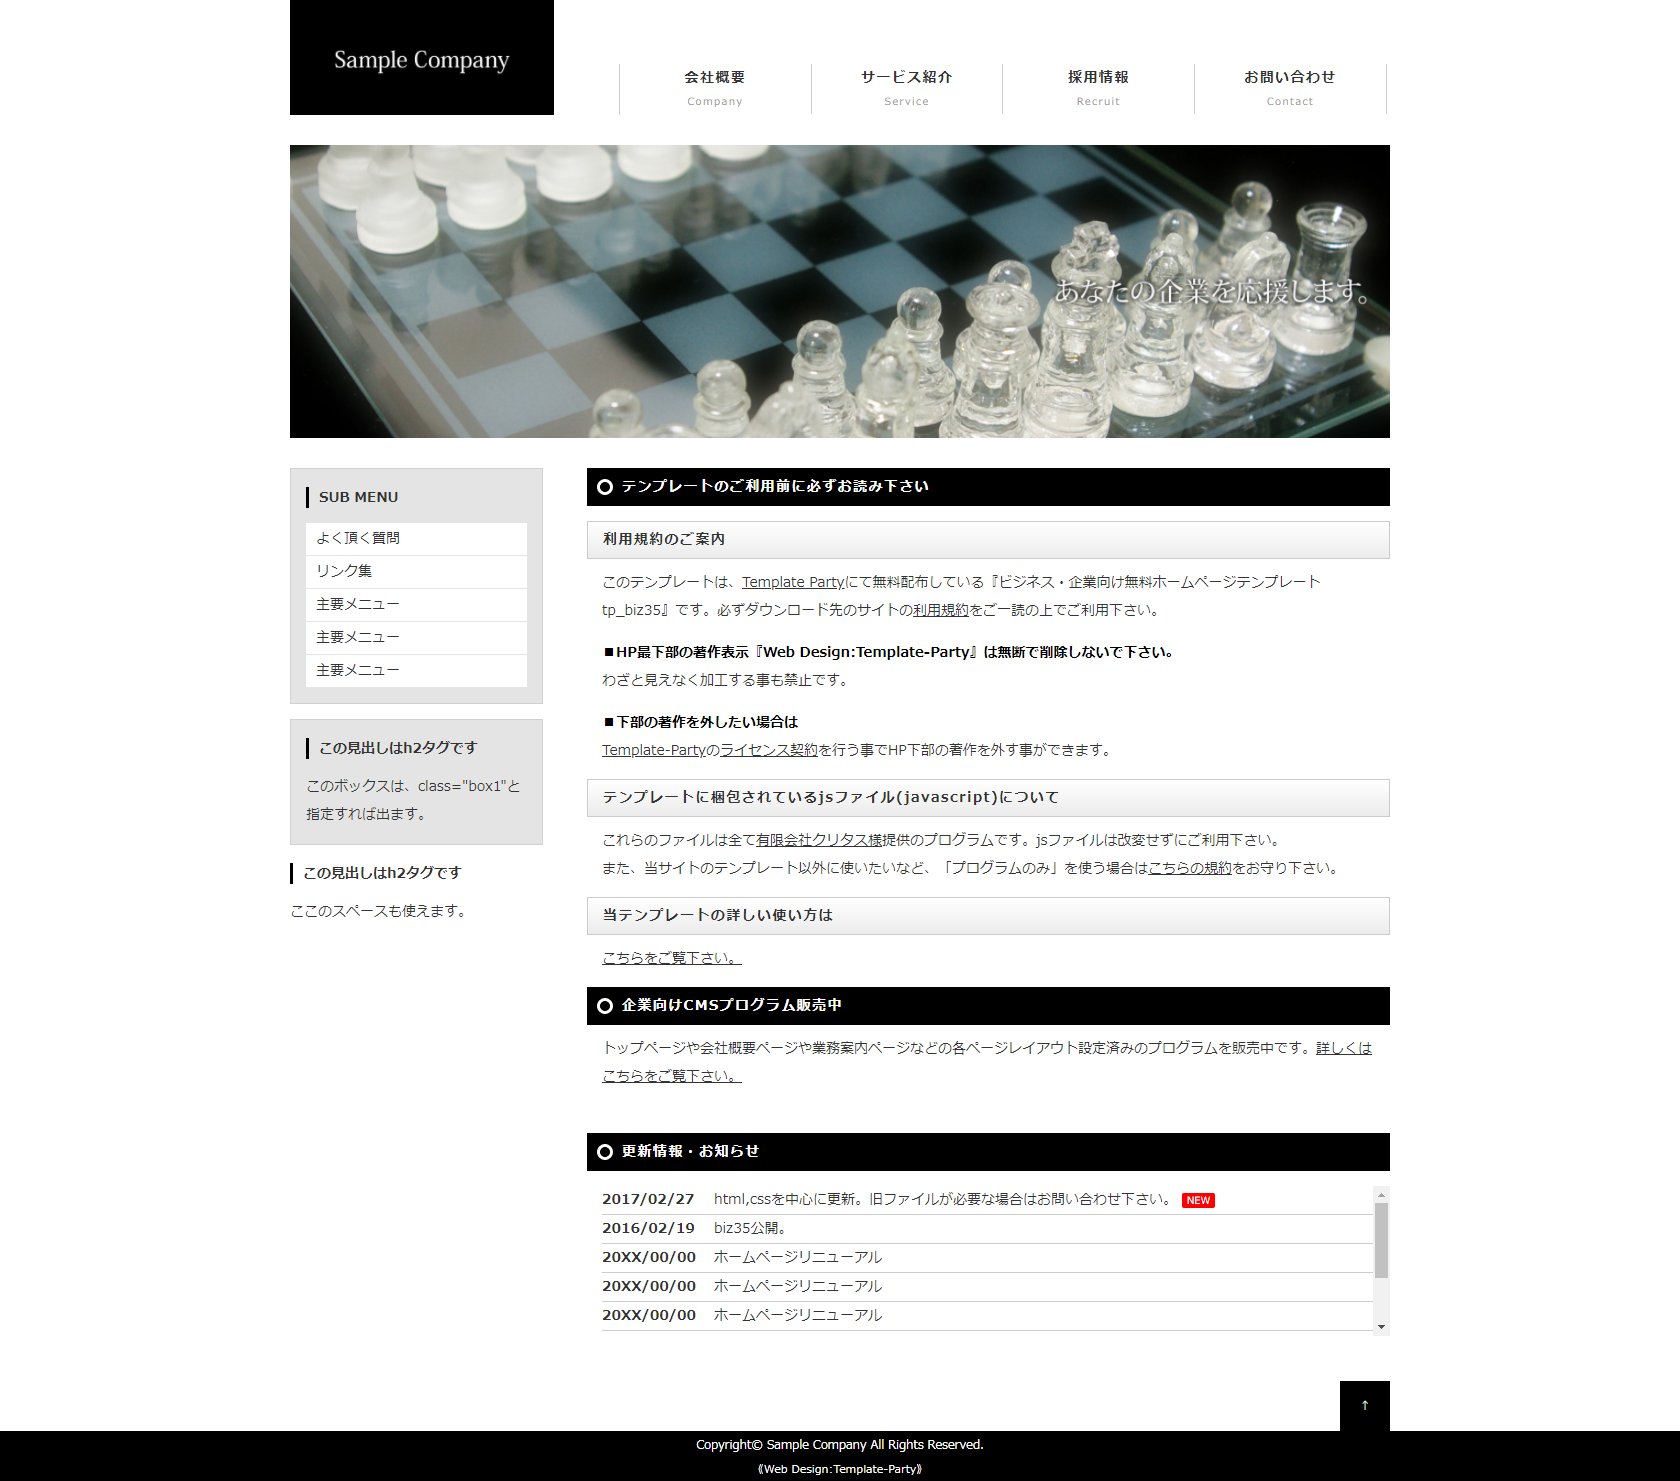 Sample Company
会社概要
Company
サービス紹介
Service
採用情報
Recruit
お問い合わせ
Contact
あなたの企業を応援します。
SUB MENU
よく頂く質問
リンク集
主要メニュー
主要メニュー
主要メニュー
この見出しはh2タグです
このボックスは、class="box1"と
指定すれば出ます。
この見出しはh2タグです
ここのスペースも使えます。
テンプレートのご利用前に必ずお読み下さい
利用規約のご案内
このテンプレートは、Template Partyにて無料配布している『ビジネス・企業向け無料ホームページテンプレート
tp_biz35』です。必ずダウンロード先のサイトの利用規約をご一読の上でご利用下さい。
■HP最下部の著作表示『Web Design:Template-Party』は無断で削除しないで下さい。
わざと見えなく加工する事も禁止です。
■下部の著作を外したい場合は
Template-Partyのライセンス契約を行う事でHP下部の著作を外す事ができます。
テンプレートに梱包されているjsファイル(javascript)について
これらのファイルは全て有限会社クリタス様提供のプログラムです。jsファイルは改変せずにご利用下さい。
また、当サイトのテンプレート以外に使いたいなど、「プログラムのみ」を使う場合はこちらの規約をお守り下さい。
当テンプレートの詳しい使い方は
こちらをご覧下さい。
企業向けCMSプログラム販売中
トップページや会社概要ページや業務案内ページなどの各ページレイアウト設定済みのプログラムを販売中です。詳しくは
こちらをご覧下さい。
更新情報・お知らせ
2017/02/27 html,cssを中心に更新。旧ファイルが必要な場合はお問い合わせ下さい。 NEW
2016/02/19 biz35公開。
20XX/00/00 ホームページリニューアル
20XX/00/00 ホームページリニューアル
20XX/00/00 ホームページリニューアル
↑
Copyright© Sample Company All Rights Reserved.
《Web Design:Template-Party》